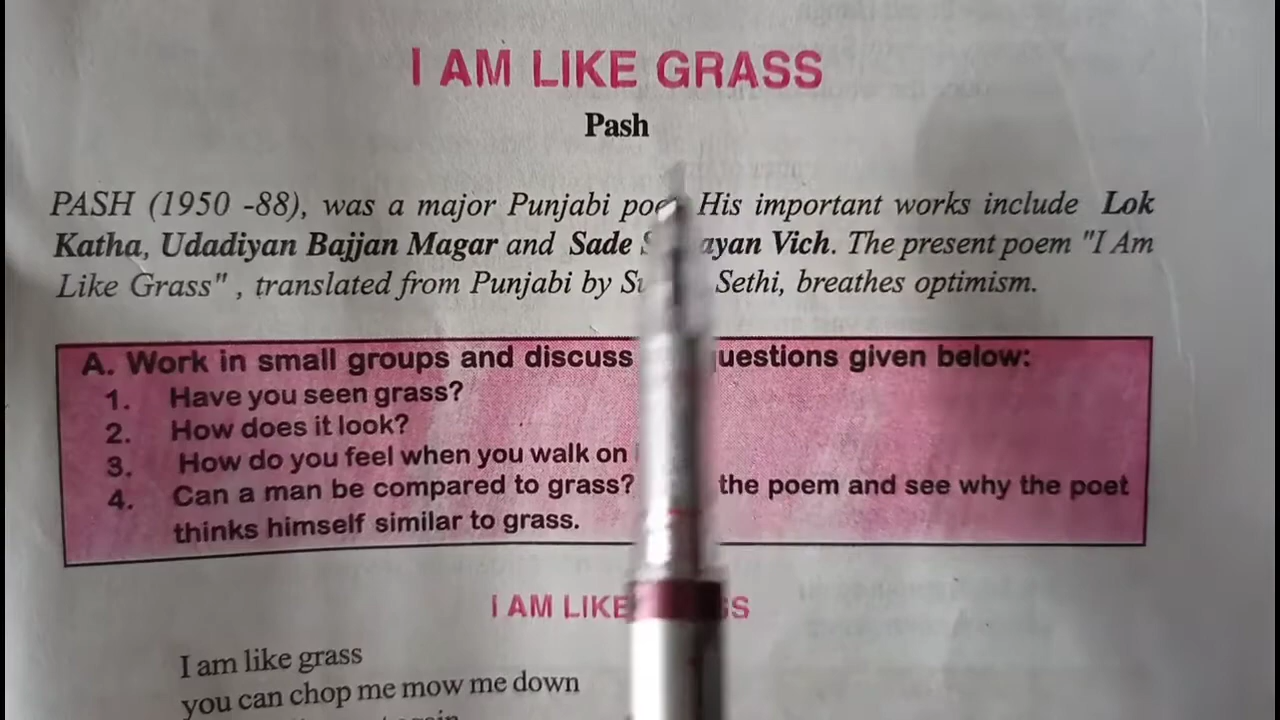 I AM LIKE GRASS
Pash
PASH (1950 -88), was a major Punjabi poet. His important works include Lok
Katha, Udadiyan Bajjan Magar and Sade Vich. The present poem "I Am
Like Grass" , translated from Punjabi by Sethi, breathes optimism.
A. Work in small groups and discuss questions given below:
1. Have you seen grass?
2. How does it look?
3. How do you feel when you walk on
4. Can a man be compared to grass? the poem and see why the poet
thinks himself similar to grass.
I AM LIKE GRASS
I am like grass
you can chop me mow me down